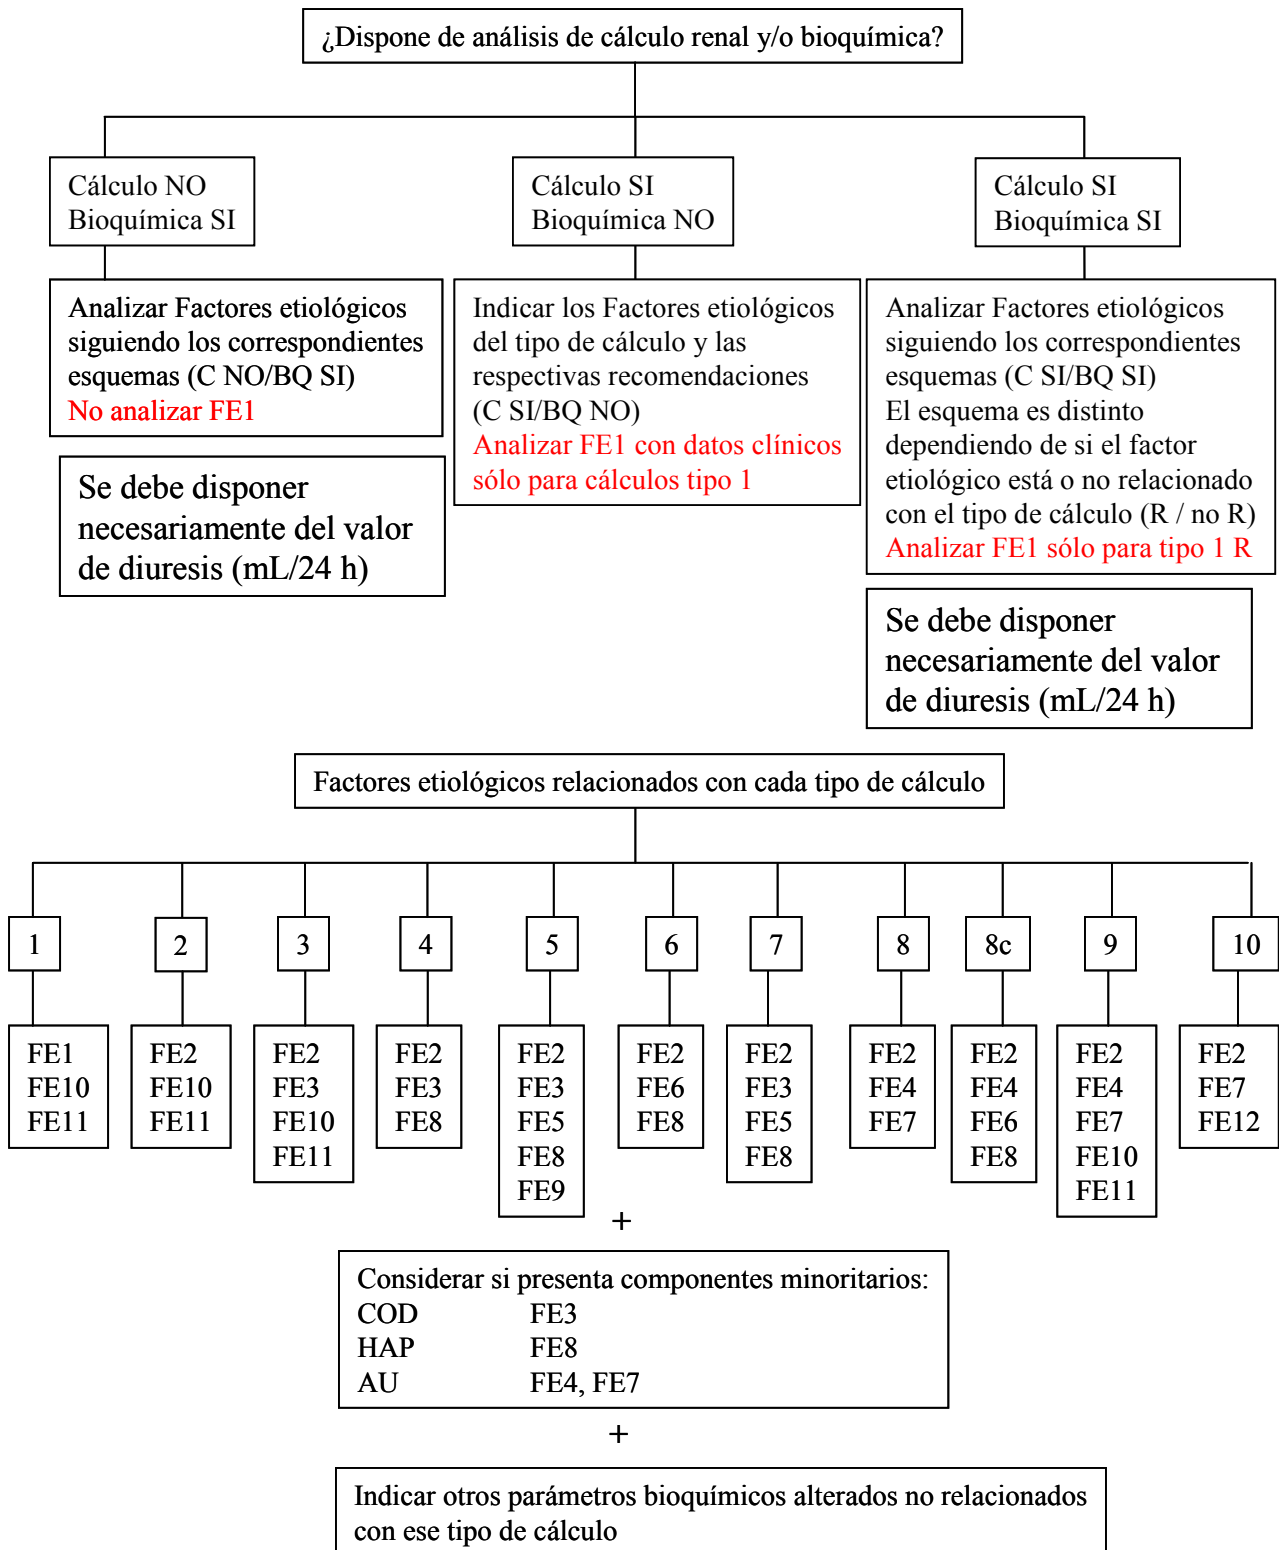 ¿Dispone de análisis de cálculo renal y/o bioquímica?
Cálculo NO
Bioquímica SI
Cálculo SI
Bioquímica NO
Cálculo SI
Bioquímica SI
Analizar Factores etiológicos
siguiendo los correspondientes
esquemas (C NO/BQ SI)
No analizar FE1
Se debe disponer
necesariamente del valor
de diuresis (mL/24 h)
Indicar los Factores etiológicos
del tipo de cálculo y las
respectivas recomendaciones
(C SI/BQ NO)
Analizar FE1 con datos clínicos
sólo para cálculos tipo 1
Analizar Factores etiológicos
siguiendo los correspondientes
esquemas (C SI/BQ SI)
El esquema es distinto
dependiendo de si el factor
etiológico está o no relacionado
con el tipo de cálculo (R / no R)
Analizar FE1 sólo para tipo 1 R
Se debe disponer
necesariamente del valor
de diuresis (mL/24 h)
Factores etiológicos relacionados con cada tipo de cálculo
1
2
3
4
5
6
7
8
8c
9
10
FE1
FE10
FE11
FE2
FE10
FE11
FE2
FE3
FE10
FE11
FE2
FE3
FE8
FE2
FE3
FE5
FE8
FE9
FE2
FE6
FE8
FE2
FE3
FE5
FE8
FE2
FE4
FE7
FE2
FE4
FE6
FE8
FE2
FE4
FE7
FE10
FE11
FE2
FE7
FE12
+
Considerar si presenta componentes minoritarios:
COD FE3
HAP FE8
AU FE4, FE7
+
Indicar otros parámetros bioquímicos alterados no relacionados
con ese tipo de cálculo